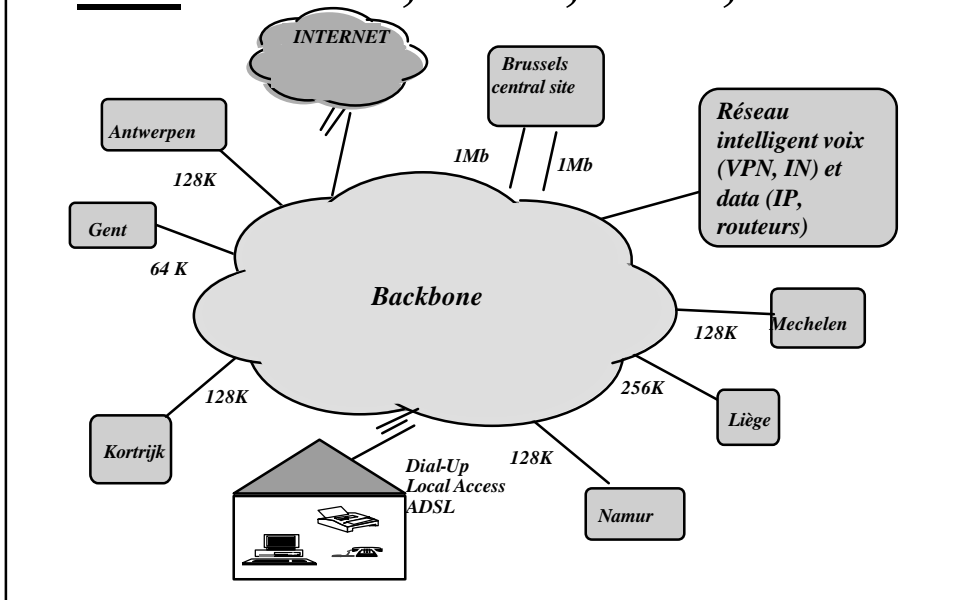 INTERNET
Brussels
central site
Réseau
intelligent voix
(VPN, IN) et
data (IP,
routeurs)
Antwerpen
1Mb
1Mb
128K
Gent
64 K
Backbone
Mechelen
128K
128K
256K
Liège
Kortrijk
128K
Dial-Up
Local Access
ADSL
Namur